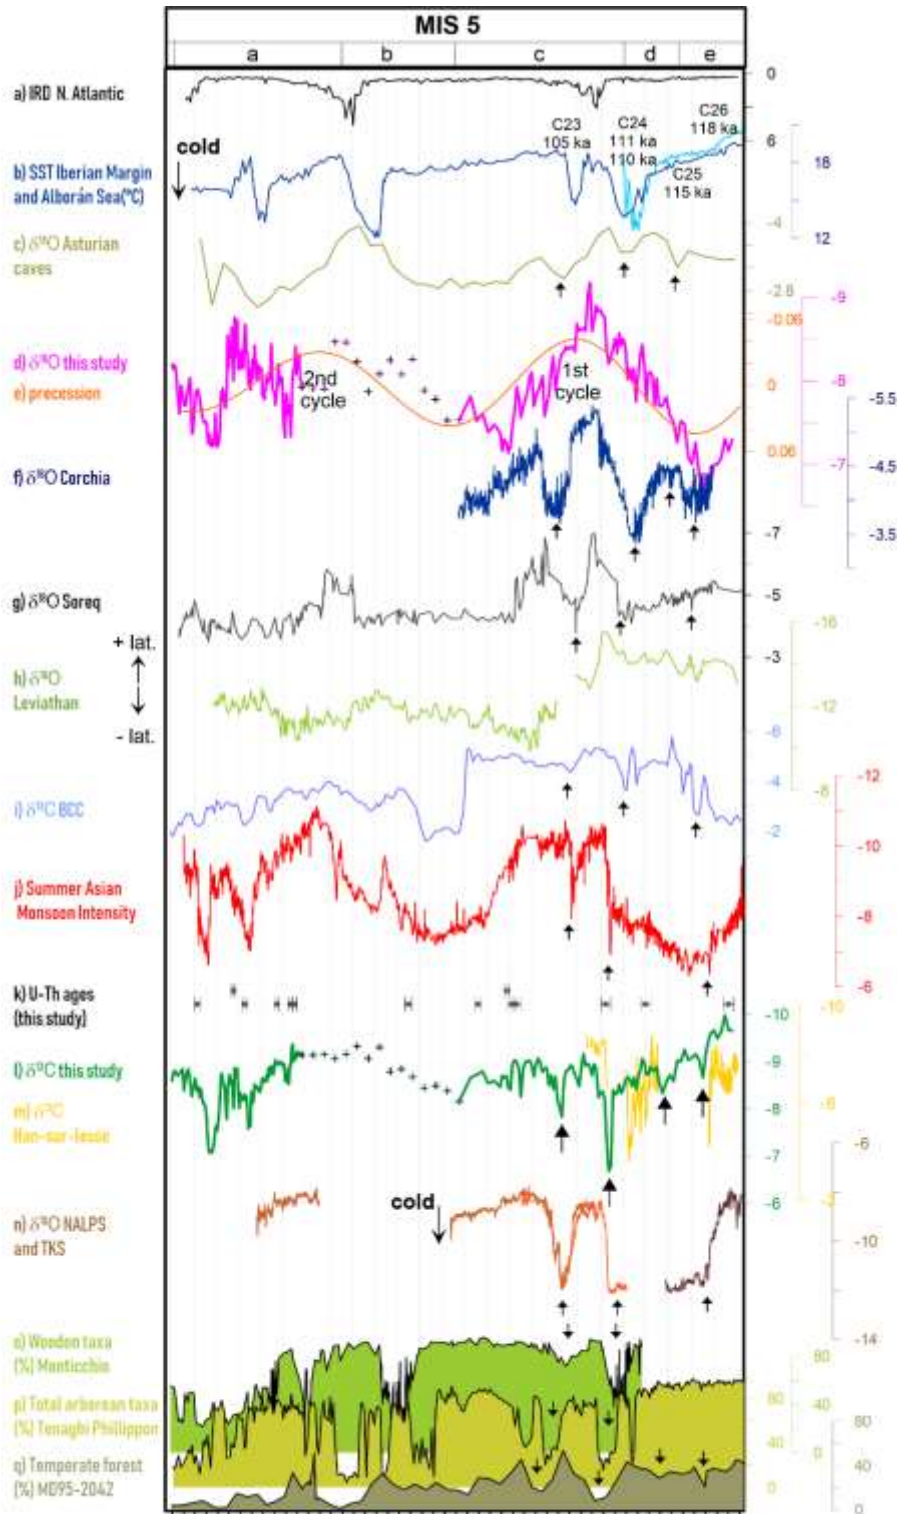 MIS 5
a b c d e
a) IRD N. Atlantic
0
6
cold
C23
105 ka
C24
111 ka
110 ka
C26
118 ka
C25
115 ka
b) SST Iberian Margin
and Alborán Sea(°C)
18
12
c) δ¹⁸O Asturian
caves
-4
-2.8
d) δ¹⁸O this study
e) precession
2nd
cycle
1st
cycle
-0.06
0
0.06
-9
-8
-7
f) δ¹⁸O Corchia
-5.5
-4.5
-3.5
g) δ¹⁸O Soreq
-7
-5
-3
+ lat.
- lat.
h) δ¹⁸O
Leviathan
-16
-12
-8
i) δ¹³C BCC
-6
-4
-2
j) Summer Asian
Monsoon Intensity
-12
-10
-8
-6
k) U-Th ages
(this study)
l) δ¹³C this study
-10
-9
-8
-7
-6
m) δ¹³C
Han-sur-lesse
-10
-6
n) δ¹⁸O NALPS
and TKS
cold
-6
-10
-14
o) Wooden taxa
(%) Monticchio
80
40
0
p) Total arborean taxa
(%) Tenaghi Phillippon
80
40
0
q) Temperate forest
(%) MD95-2042
80
40
0